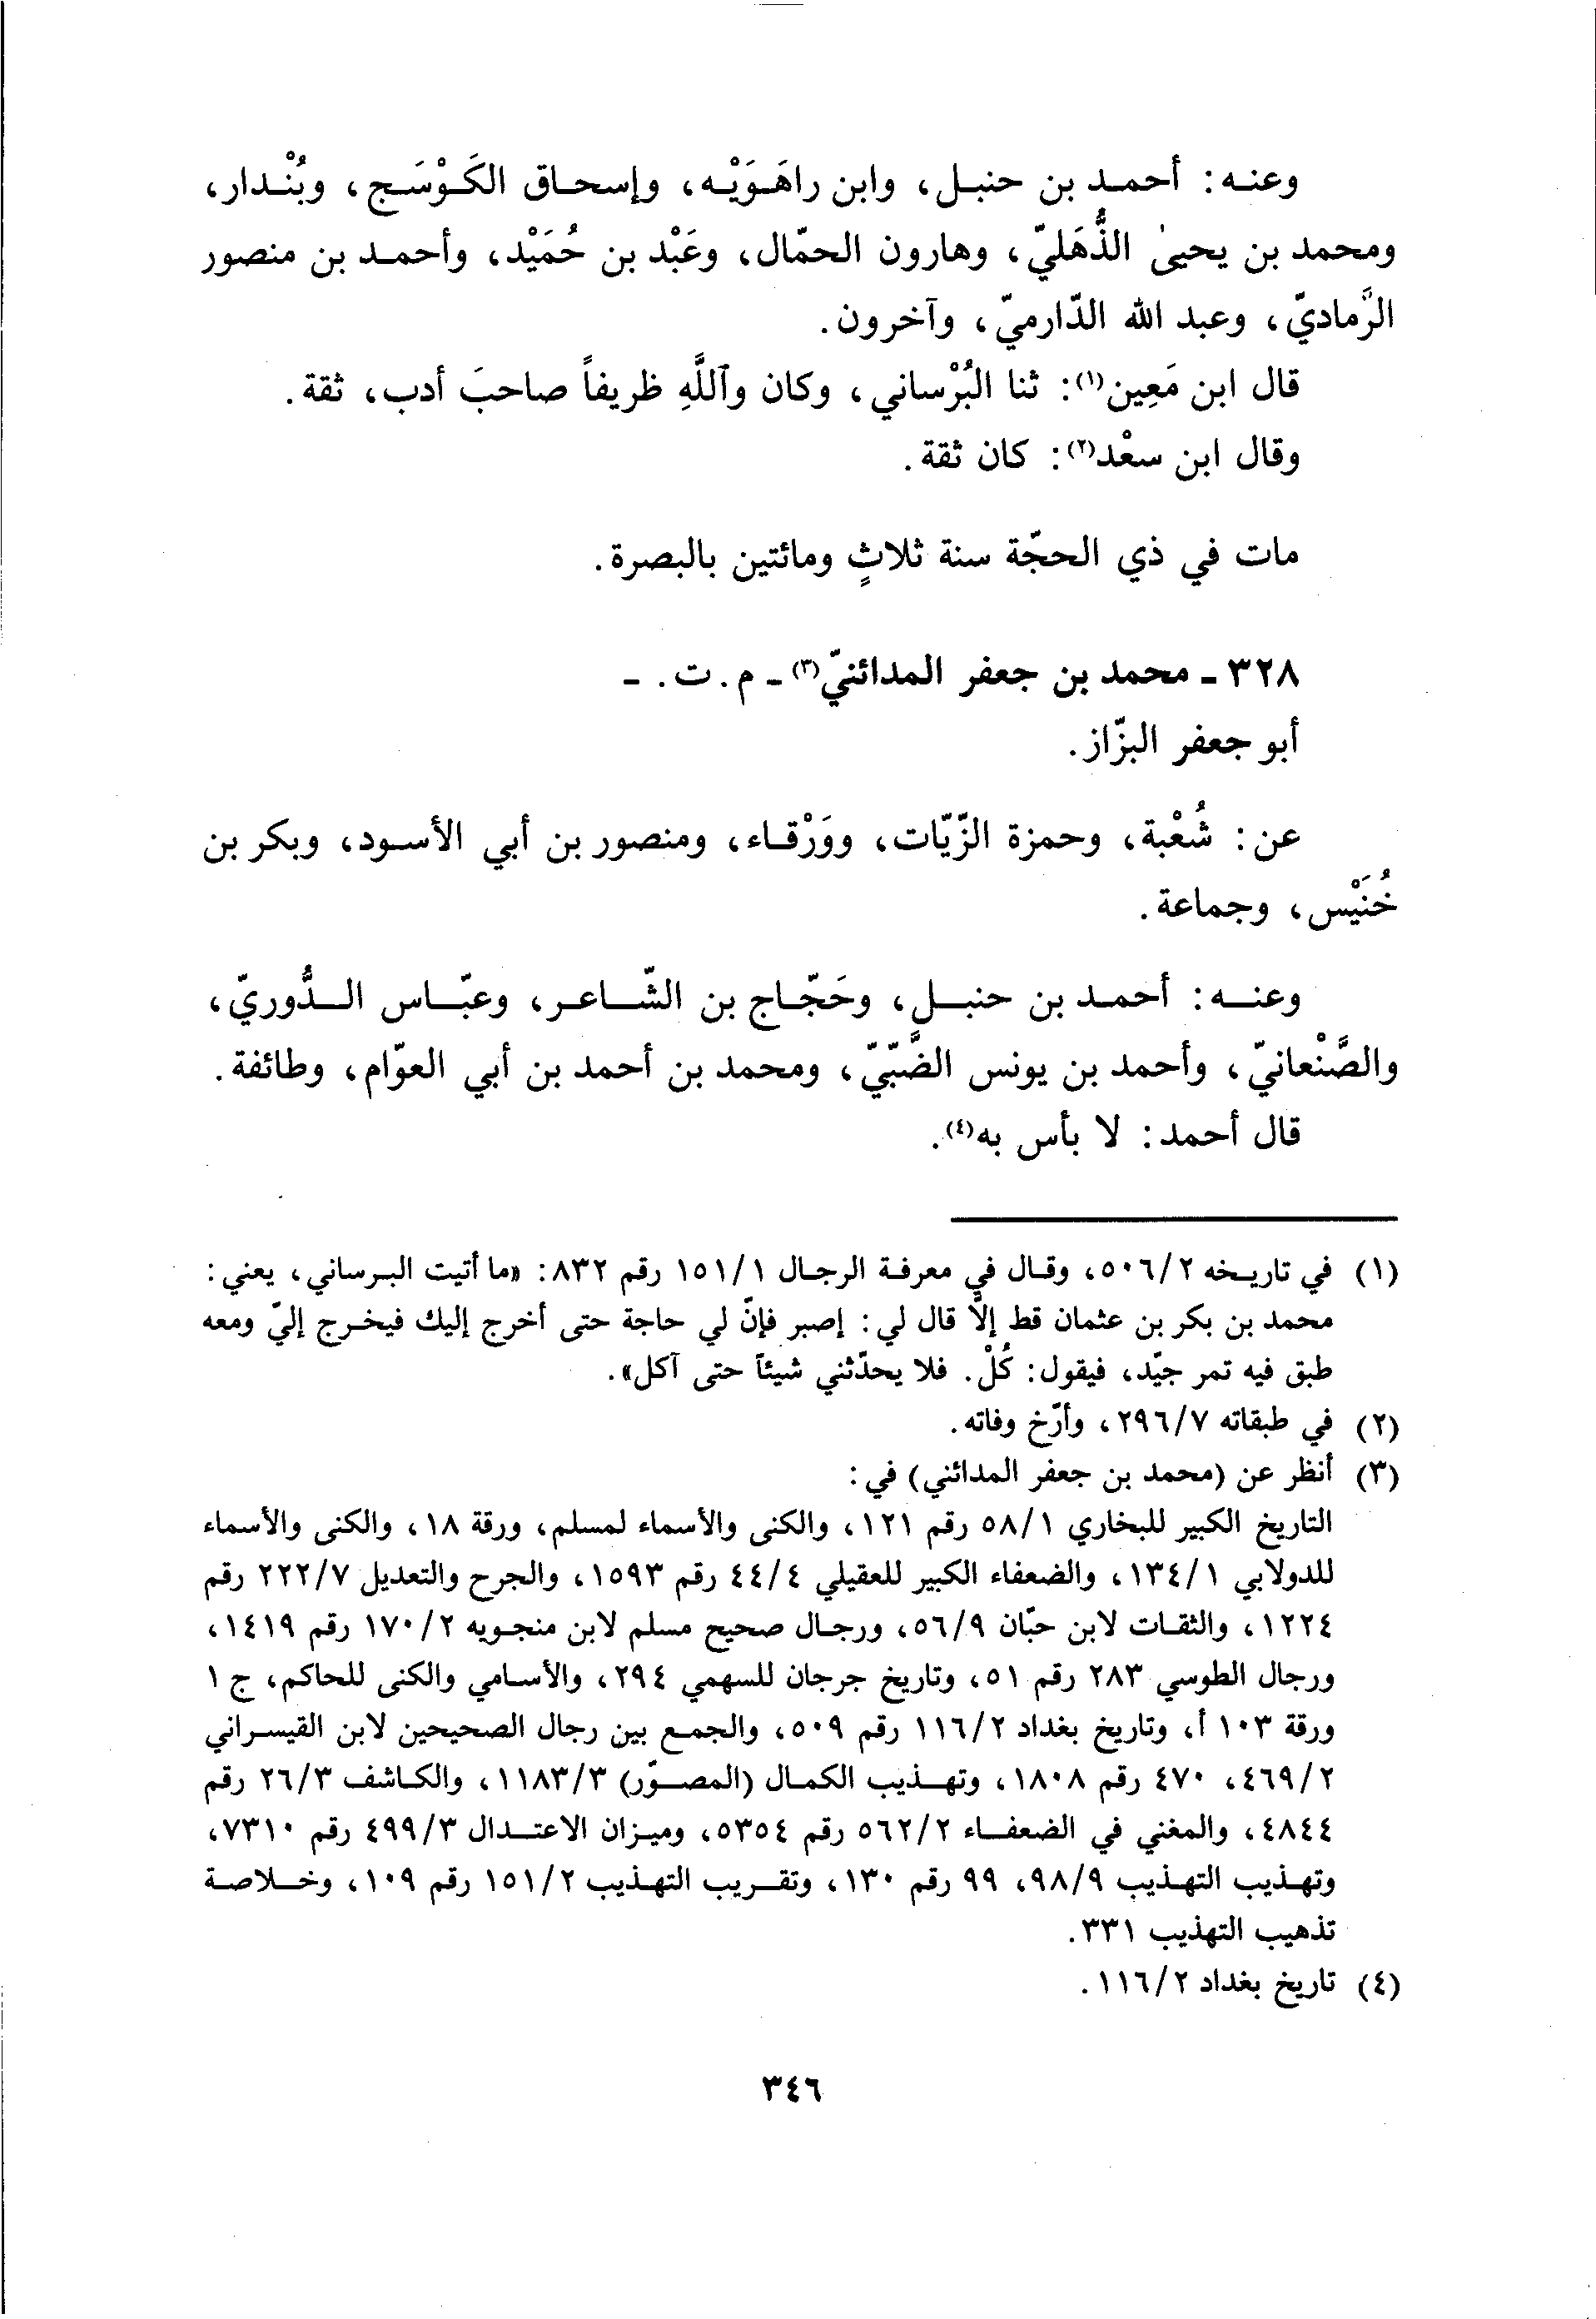 وعنه: أحمد بن حنبل، وابن راهَوَيْه، وإسحاق الكَوْسَج، وبُنْدار،
ومحمد بن يحيىٰ الذُّهَليّ، وهارون الحمّال، وعَبْد بن حُمَيْد، وأحمد بن منصور
الرَّماديّ، وعبد الله الدّارميّ، وآخرون.
قال ابن مَعِين(١): ثنا البُرْساني، وكان وٱللَّهِ ظريفاً صاحبَ أدب، ثقة.
وقال ابن سعْد(٢): كان ثقة.
مات في ذي الحجّة سنة ثلاثٍ ومائتين بالبصرة.
٣٢٨ - محمد بن جعفر المدائنيّ(٣) - م. ت. -
أبو جعفر البزّاز.
عن: شُعْبة، وحمزة الزّيّات، ووَرْقاء، ومنصور بن أبي الأسود، وبكر بن
خُنَيْس، وجماعة.
وعنه: أحمد بن حنبل، وحَجّاج بن الشّاعر، وعبّاس الدُّوريّ،
والصَّنْعانيّ، وأحمد بن يونس الضَّبّيّ، ومحمد بن أحمد بن أبي العوّام، وطائفة.
قال أحمد: لا بأس به(٤).
(١) في تاريخه ٥٠٦/٢، وقال في معرفة الرجال ١٥١/١ رقم ٨٣٢: «ما أتيت البرساني، يعني:
محمد بن بكر بن عثمان قط إلّا قال لي: إصبر فإنّ لي حاجة حتى أخرج إليك فيخرج إليّ ومعه
طبق فيه تمر جيّد، فيقول: كُلْ. فلا يحدّثني شيئاً حتى آكل».
(٢) في طبقاته ٢٩٦/٧، وأرّخ وفاته.
(٣) أنظر عن (محمد بن جعفر المدائني) في:
التاريخ الكبير للبخاري ٥٨/١ رقم ١٢١، والكنى والأسماء لمسلم، ورقة ١٨، والكنى والأسماء
للدولابي ١٣٤/١، والضعفاء الكبير للعقيلي ٤٤/٤ رقم ١٥٩٣، والجرح والتعديل ٢٢٢/٧ رقم
١٢٢٤، والثقات لابن حبّان ٥٦/٩، ورجال صحيح مسلم لابن منجويه ١٧٠/٢ رقم ١٤١٩،
ورجال الطوسي ٢٨٣ رقم ٥١، وتاريخ جرجان للسهمي ٢٩٤، والأسامي والكنى للحاكم، ج ١
ورقة ١٠٣ أ، وتاريخ بغداد ١١٦/٢ رقم ٥٠٩، والجمع بين رجال الصحيحين لابن القيسراني
٤٦٩/٢، ٤٧٠ رقم ١٨٠٨، وتهذيب الكمال (المصوّر) ١١٨٣/٣، والكاشف ٢٦/٣ رقم
٤٨٤٤، والمغني في الضعفاء ٥٦٢/٢ رقم ٥٣٥٤، وميزان الاعتدال ٤٩٩/٣ رقم ٧٣١٠،
وتهذيب التهذيب ٩٨/٩، ٩٩ رقم ١٣٠، وتقريب التهذيب ١٥١/٢ رقم ١٠٩، وخلاصة
تذهيب التهذيب ٣٣١.
(٤) تاريخ بغداد ١١٦/٢.
٣٤٦